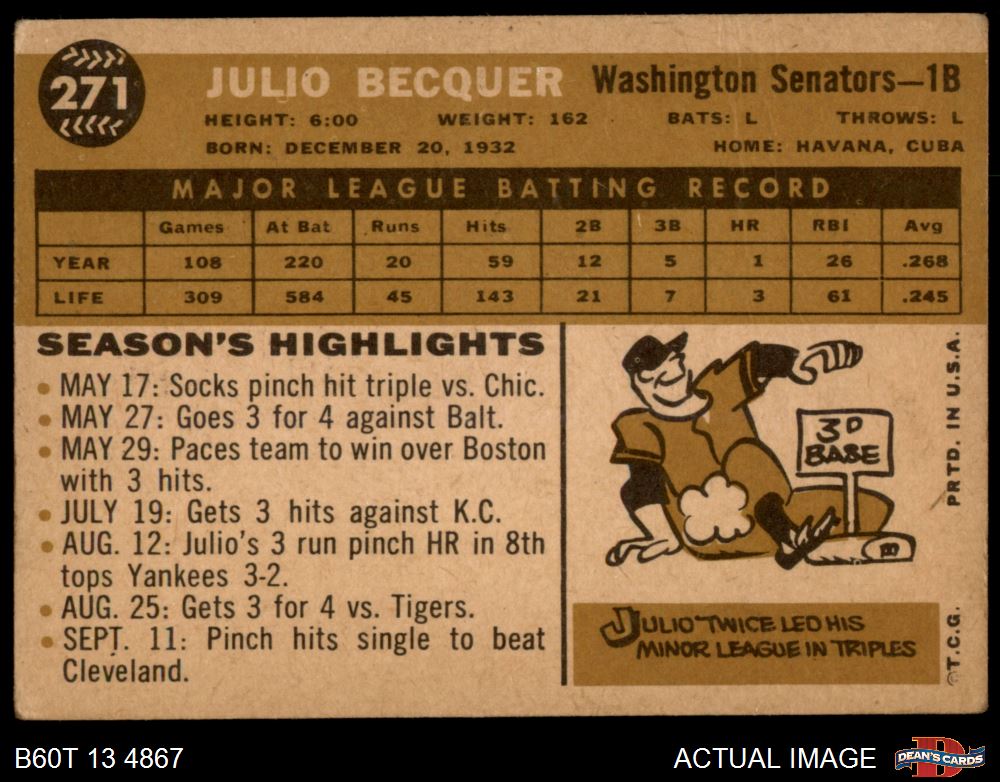 271
JULIO BECQUER Washington Senators—1B
HEIGHT: 6:00 WEIGHT: 162 BATS: L THROWS: L
BORN: DECEMBER 20, 1932 HOME: HAVANA, CUBA
MAJOR LEAGUE BATTING RECORD
Games At Bat Runs Hits 2B 3B HR RBI Avg
YEAR 108 220 20 59 12 5 1 26 .268
LIFE 309 584 45 143 21 7 3 61 .245
SEASON'S HIGHLIGHTS
• MAY 17: Socks pinch hit triple vs. Chic.
• MAY 27: Goes 3 for 4 against Balt.
• MAY 29: Paces team to win over Boston
with 3 hits.
• JULY 19: Gets 3 hits against K.C.
• AUG. 12: Julio's 3 run pinch HR in 8th
tops Yankees 3-2.
• AUG. 25: Gets 3 for 4 vs. Tigers.
• SEPT. 11: Pinch hits single to beat
Cleveland.
3D
BASE
JULIO TWICE LED HIS
MINOR LEAGUE IN TRIPLES
©T.C.G. PRTD. IN U.S.A.
B60T 13 4867 ACTUAL IMAGE
DEAN'S CARDS